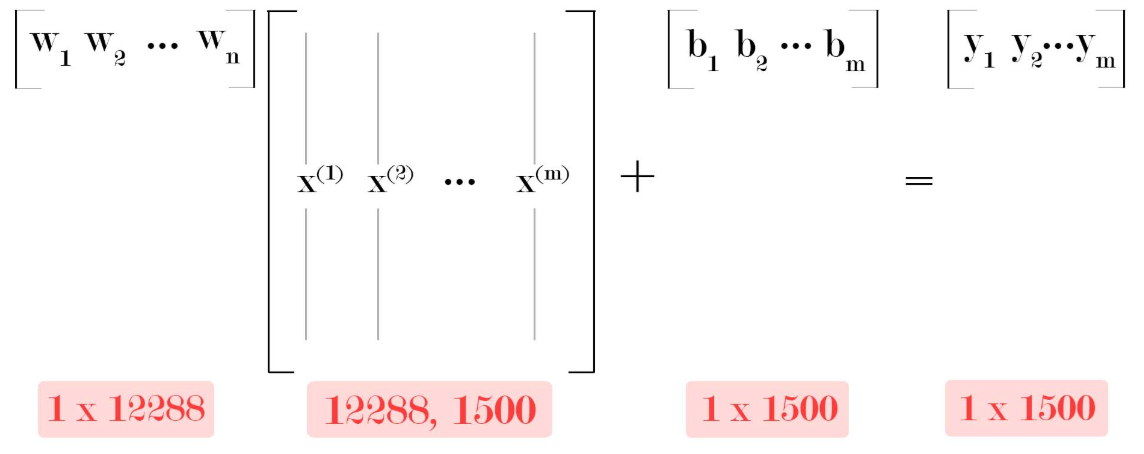 w₁ w₂ ... wₙ b₁ b₂ ... bₘ y₁ y₂...yₘ
x⁽¹⁾ x⁽²⁾ ... x⁽ᵐ⁾ + =
1 x 12288 12288, 1500 1 x 1500 1 x 1500